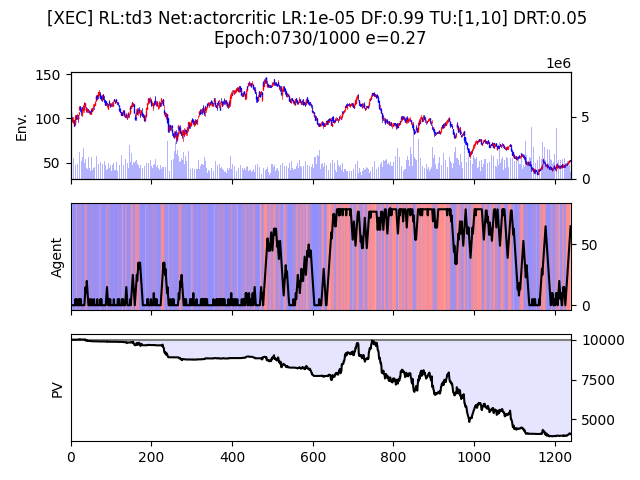 [XEC] RL:td3 Net:actorcritic LR:1e-05 DF:0.99 TU:[1,10] DRT:0.05
Epoch:0730/1000 e=0.27
1e6
150
100
50
Env.
5
0
Agent
50
0
PV
10000
7500
5000
0 200 400 600 800 1000 1200